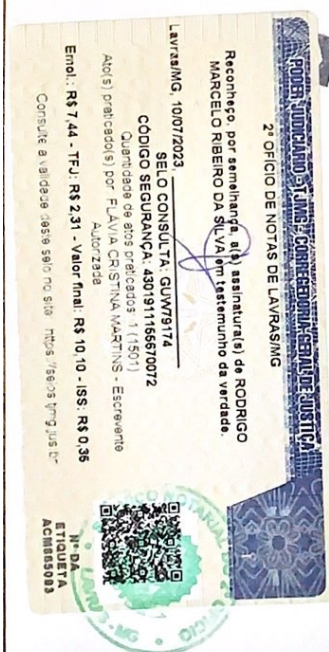 PODER JUDICIÁRIO - TJMG - CORREGEDORIA-GERAL DE JUSTIÇA
2º OFÍCIO DE NOTAS DE LAVRAS/MG
Reconheço, por semelhança, a(s) assinatura(s) de RODRIGO
MARCELO RIBEIRO DA SILVA em testemunho da verdade.
Lavras/MG, 10/07/2023,
SELO CONSULTA: GUW79174
CÓDIGO SEGURANÇA: 4301911155670072
Quantidade de atos praticados: 1 (1501)
Ato(s) praticado(s) por: FLÁVIA CRISTINA MARTINS - Escrevente
Autorizada
Emol.: R$ 7,44 - TFJ: R$ 2,31 - Valor final: R$ 10,10 - ISS: R$ 0,35
Consulte a validade deste selo no site: https://selos.tjmg.jus.br
Nº DA
ETIQUETA
LAVRAS - MG